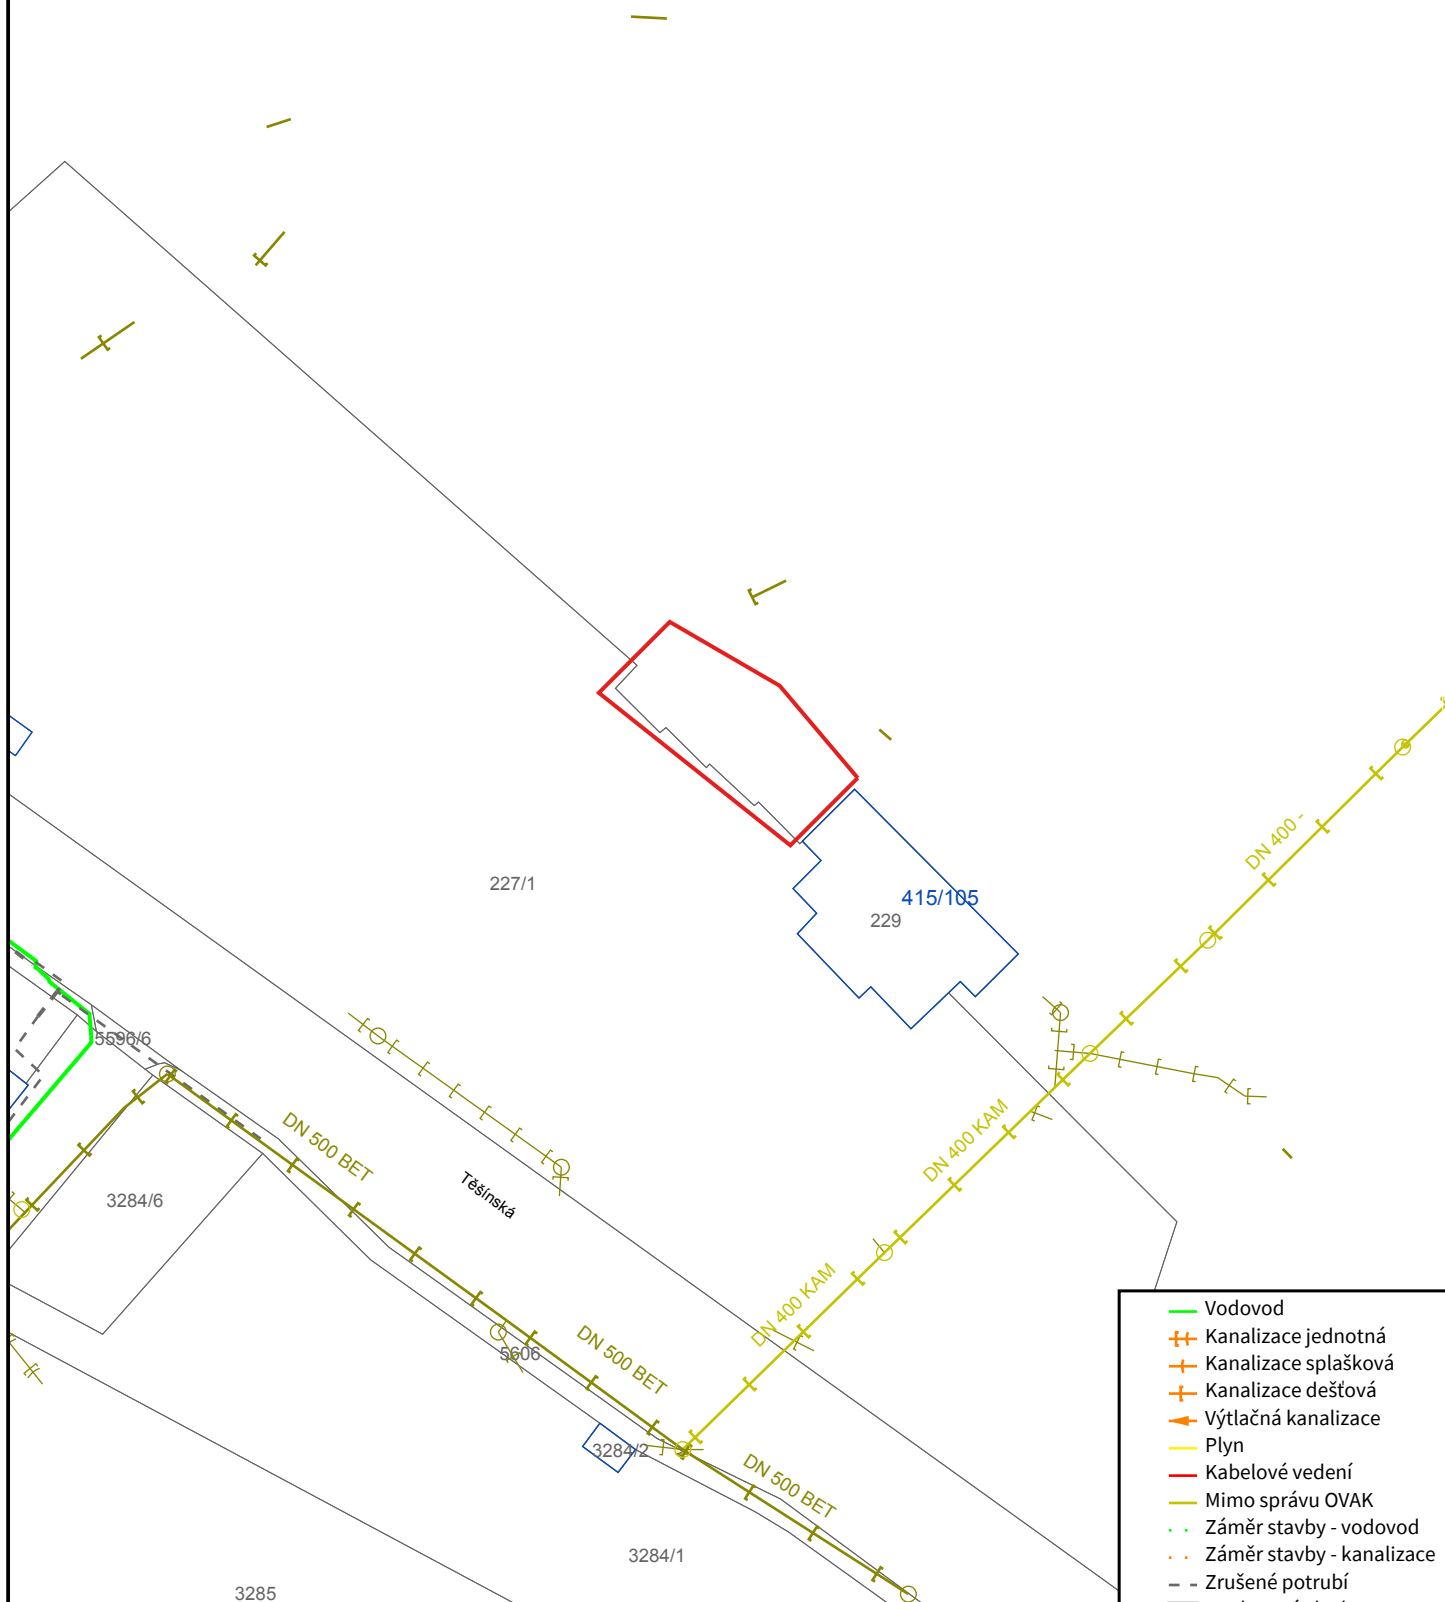 DN 400 -
227/1
415/105
229
5596/6
DN 400 KAM
DN 500 BET
Těšínská
3284/6
DN 400 KAM
DN 500 BET
5606
3284/2
DN 500 BET
3284/1
3285
Vodovod
Kanalizace jednotná
Kanalizace splašková
Kanalizace dešťová
Výtlačná kanalizace
Plyn
Kabelové vedení
Mimo správu OVAK
Záměr stavby - vodovod
Záměr stavby - kanalizace
Zrušené potrubí